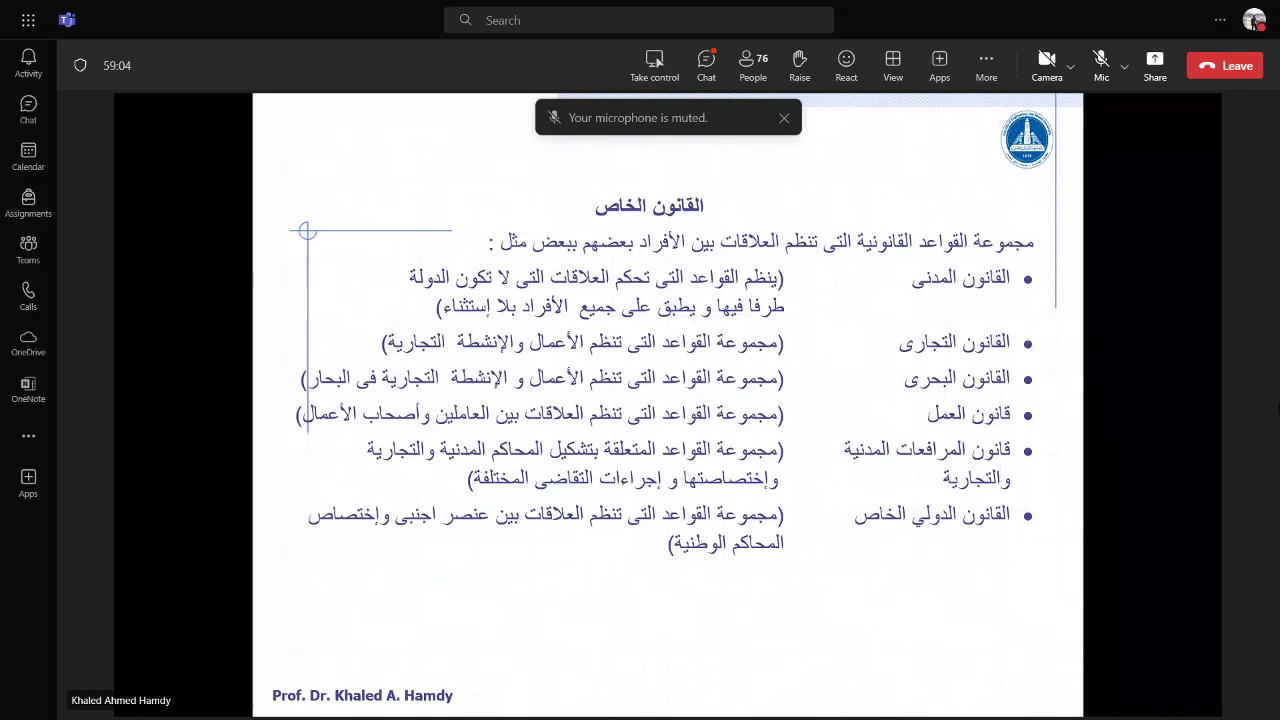 Search
59:04
Take control
Chat
76
People
Raise
React
View
Apps
More
Camera
Mic
Share
Leave
Activity
Chat
Calendar
Assignments
Teams
Calls
OneDrive
OneNote
Apps
Your microphone is muted.
القانون الخاص
مجموعة القواعد القانونية التى تنظم العلاقات بين الأفراد بعضهم ببعض مثل :
القانون المدنى (ينظم القواعد التى تحكم العلاقات التى لا تكون الدولة
طرفا فيها و يطبق على جميع الأفراد بلا إستثناء)
القانون التجارى (مجموعة القواعد التى تنظم الأعمال والإنشطة التجارية)
القانون البحرى (مجموعة القواعد التى تنظم الأعمال و الإنشطة التجارية فى البحار)
قانون العمل (مجموعة القواعد التى تنظم العلاقات بين العاملين وأصحاب الأعمال)
قانون المرافعات المدنية (مجموعة القواعد المتعلقة بتشكيل المحاكم المدنية والتجارية
والتجارية وإختصاصتها و إجراءات التقاضى المختلفة)
القانون الدولي الخاص (مجموعة القواعد التى تنظم العلاقات بين عنصر اجنبى وإختصاص
المحاكم الوطنية)
Prof. Dr. Khaled A. Hamdy
Khaled Ahmed Hamdy